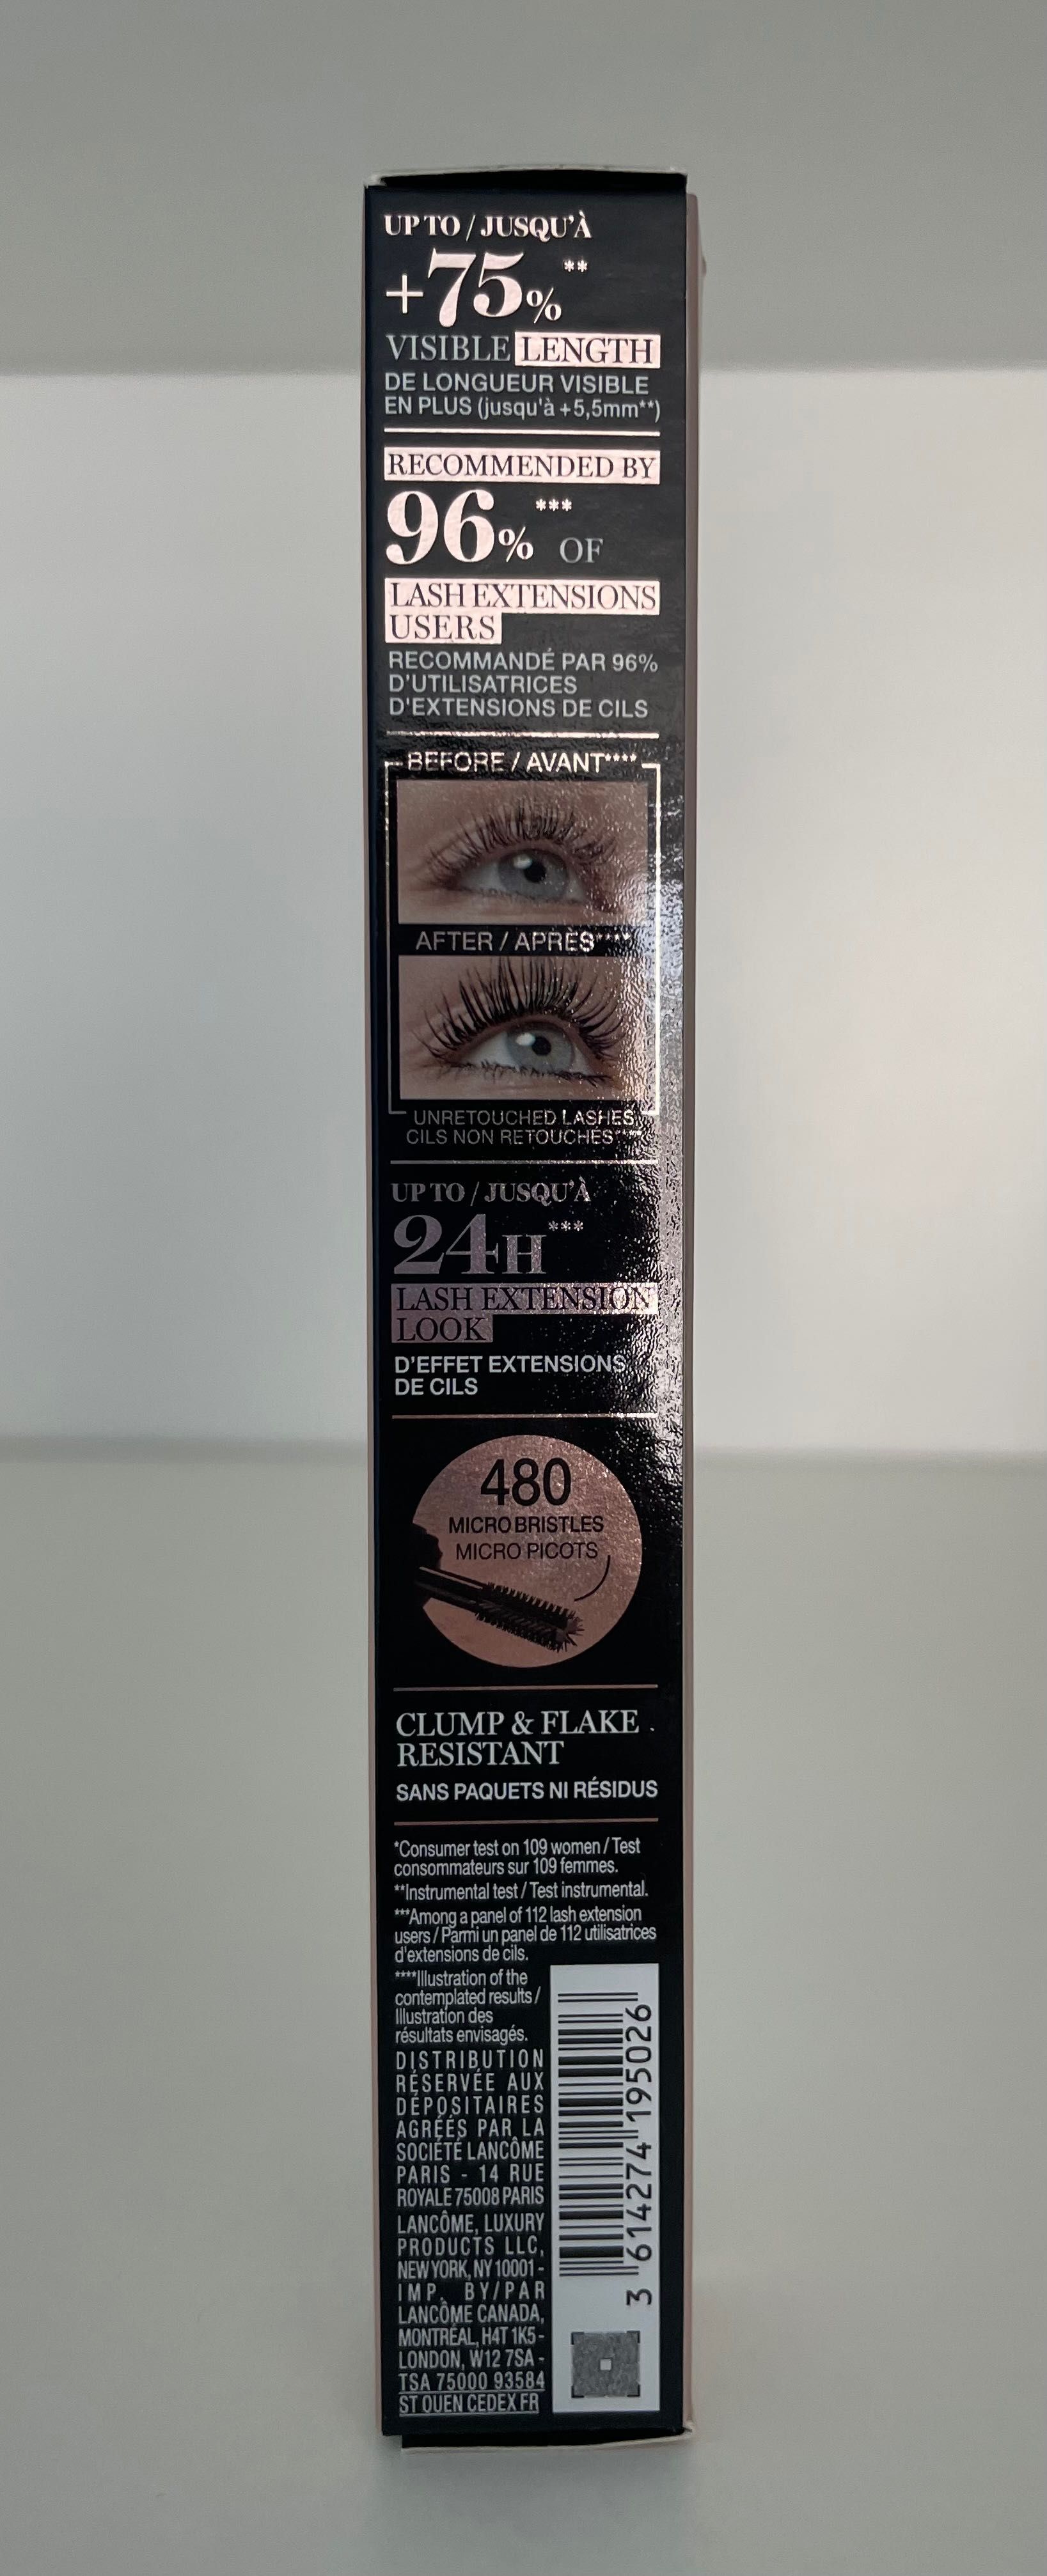 UP TO / JUSQU'À
+75%**
VISIBLE LENGTH
DE LONGUEUR VISIBLE
EN PLUS (jusqu'à +5,5mm**)
RECOMMENDED BY
96%*** OF
LASH EXTENSIONS
USERS
RECOMMANDÉ PAR 96%
D'UTILISATRICES
D'EXTENSIONS DE CILS
BEFORE / AVANT****
AFTER / APRÈS****
UNRETOUCHED LASHES
CILS NON RETOUCHÉS****
UP TO / JUSQU'À
24H***
LASH EXTENSION
LOOK
D'EFFET EXTENSIONS
DE CILS
480
MICRO BRISTLES
MICRO PICOTS
CLUMP & FLAKE
RESISTANT
SANS PAQUETS NI RÉSIDUS
*Consumer test on 109 women / Test
consommateurs sur 109 femmes.
**Instrumental test / Test instrumental.
***Among a panel of 112 lash extension
users / Parmi un panel de 112 utilisatrices
d'extensions de cils.
****Illustration of the
contemplated results /
Illustration des
résultats envisagés.
DISTRIBUTION
RÉSERVÉE AUX
DÉPOSITAIRES
AGRÉÉS PAR LA
SOCIÉTÉ LANCÔME
PARIS - 14 RUE
ROYALE 75008 PARIS
LANCÔME, LUXURY
PRODUCTS LLC,
NEW YORK, NY 10001 -
IMP. BY/PAR
LANCÔME CANADA,
MONTRÉAL, H4T 1K5 -
LONDON, W12 7SA -
TSA 75000 93584
ST OUEN CEDEX FR
3 614274 195026